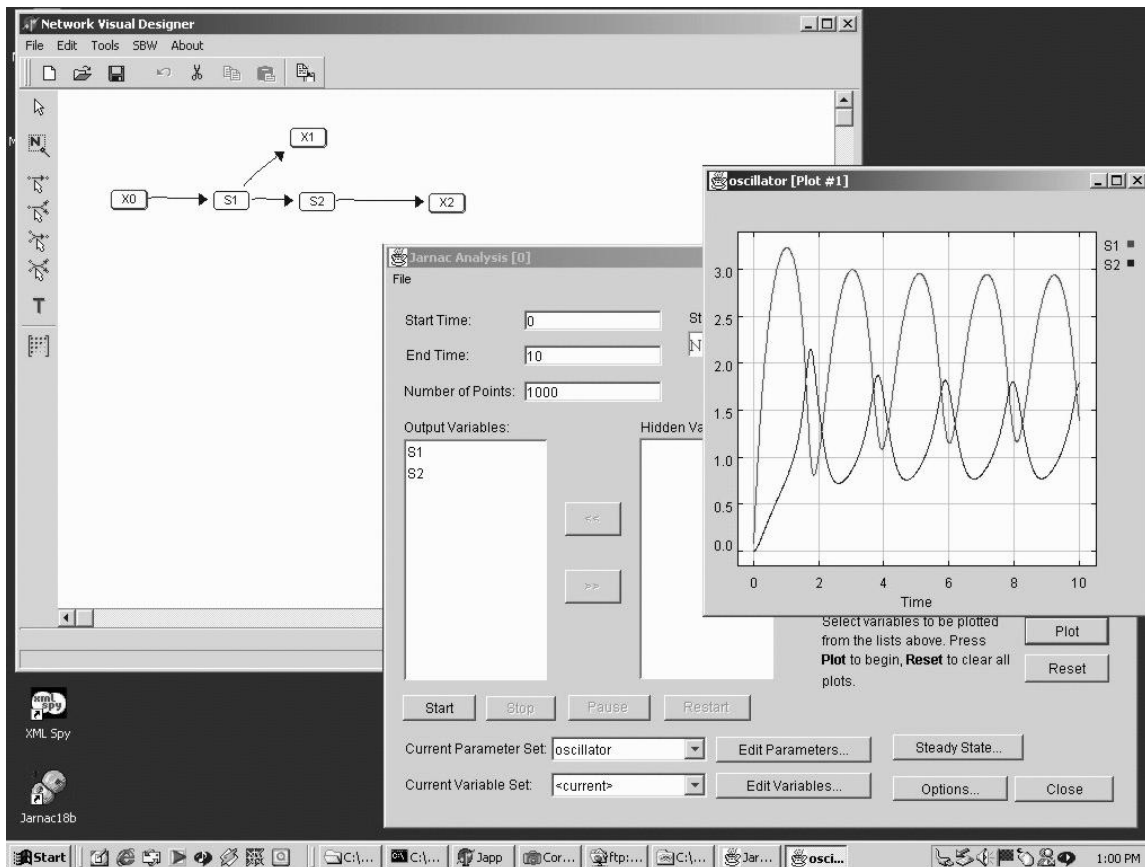 Network Visual Designer
File Edit Tools SBW About
N
T
X1
X0
S1
S2
X2
oscillator [Plot #1]
S1
S2
3.0
2.5
2.0
1.5
1.0
0.5
0.0
0 2 4 6 8 10
Time
Jarnac Analysis [0]
File
Start Time: 0
St
End Time: 10
N
Number of Points: 1000
Output Variables:
Hidden Va
S1
S2
<<
>>
Select variables to be plotted
from the lists above. Press
Plot to begin, Reset to clear all
plots.
Plot
Reset
Start Stop Pause Restart
Current Parameter Set: oscillator Edit Parameters... Steady State...
Current Variable Set: <current> Edit Variables... Options... Close
xml
spy
XML Spy
Jarnac18b
Start C:\... C:\... Japp Cor... ftp:... C:\... Jar... osci... 1:00 PM